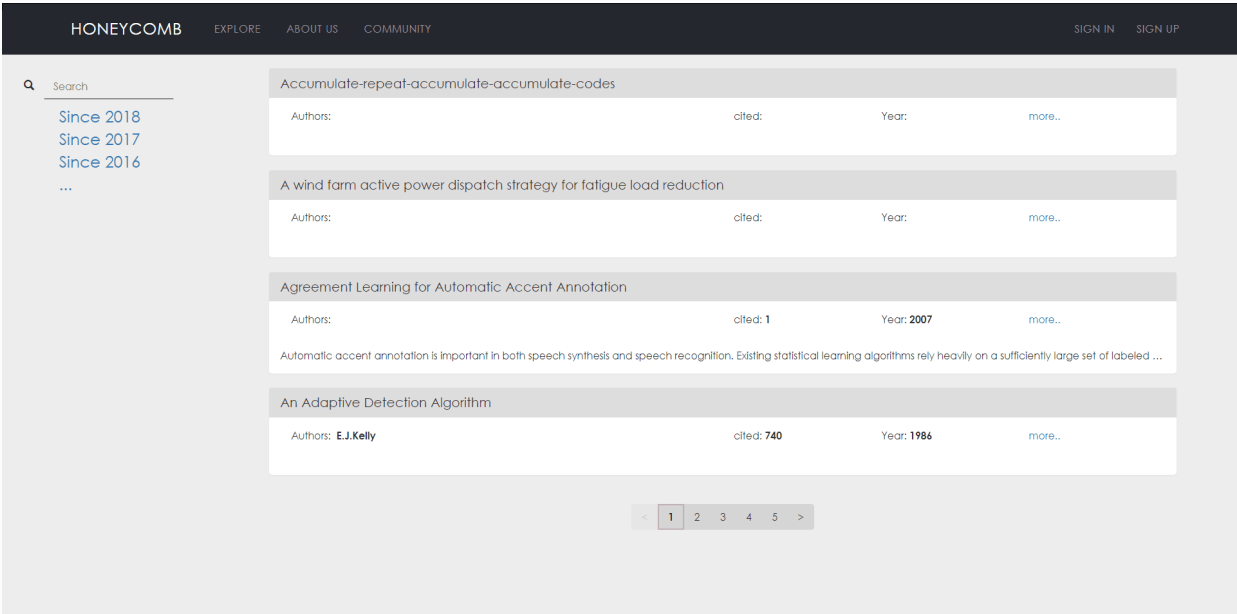 HONEYCOMB EXPLORE ABOUT US COMMUNITY SIGN IN SIGN UP
Search
Since 2018
Since 2017
Since 2016
...
Accumulate-repeat-accumulate-accumulate-codes
Authors: cited: Year: more..
A wind farm active power dispatch strategy for fatigue load reduction
Authors: cited: Year: more..
Agreement Learning for Automatic Accent Annotation
Authors: cited: 1 Year: 2007 more..
Automatic accent annotation is important in both speech synthesis and speech recognition. Existing statistical learning algorithms rely heavily on a sufficiently large set of labeled ...
An Adaptive Detection Algorithm
Authors: E.J.Kelly cited: 740 Year: 1986 more..
< 1 2 3 4 5 >